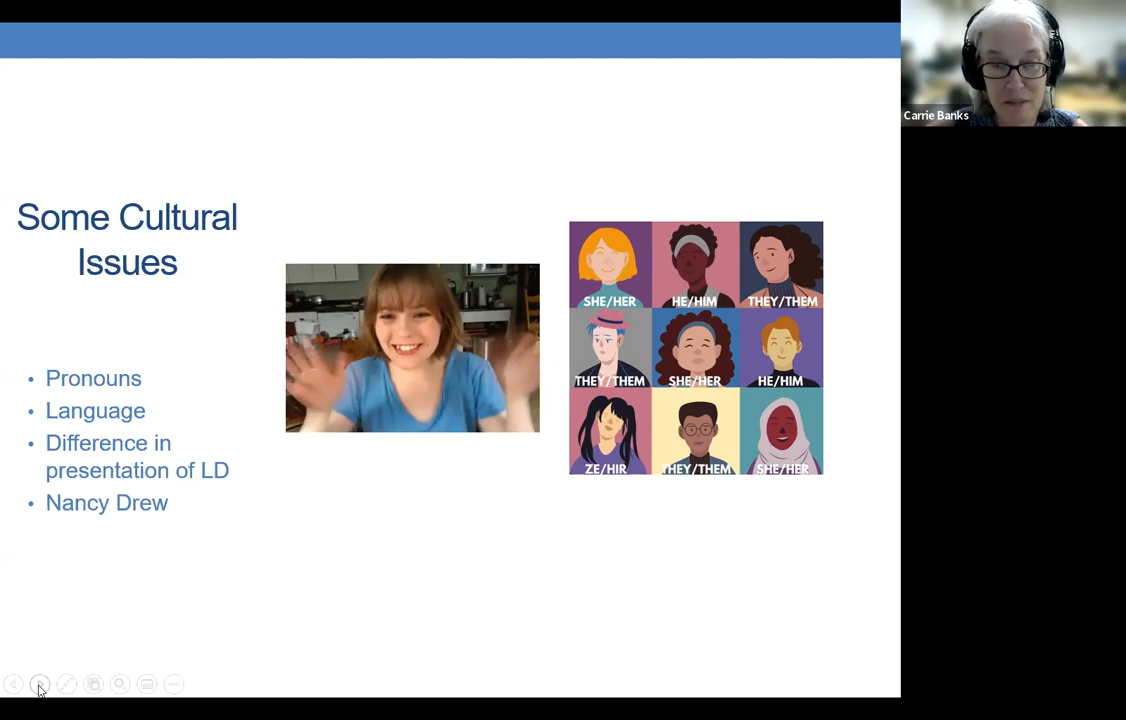 Some Cultural
Issues
• Pronouns
• Language
• Difference in
presentation of LD
• Nancy Drew
SHE/HER
HE/HIM
THEY/THEM
THEY/THEM
SHE/HER
HE/HIM
ZE/HIR
THEY/THEM
SHE/HER
Carrie Banks